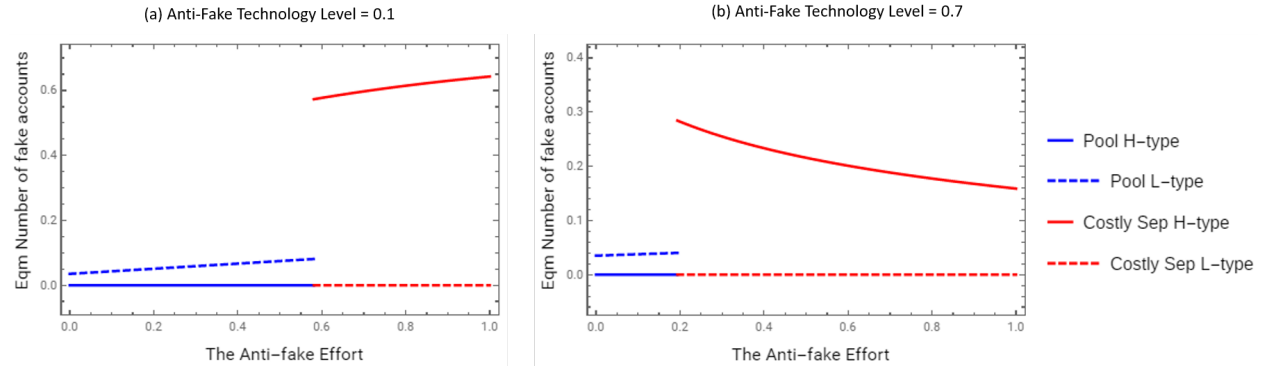 (a) Anti-Fake Technology Level = 0.1
(b) Anti-Fake Technology Level = 0.7
Eqm Number of fake accounts
0.6
0.4
0.2
0.0
0.0 0.2 0.4 0.6 0.8 1.0
The Anti-fake Effort
Eqm Number of fake accounts
0.4
0.3
0.2
0.1
0.0
0.0 0.2 0.4 0.6 0.8 1.0
The Anti-fake Effort
Pool H-type
Pool L-type
Costly Sep H-type
Costly Sep L-type